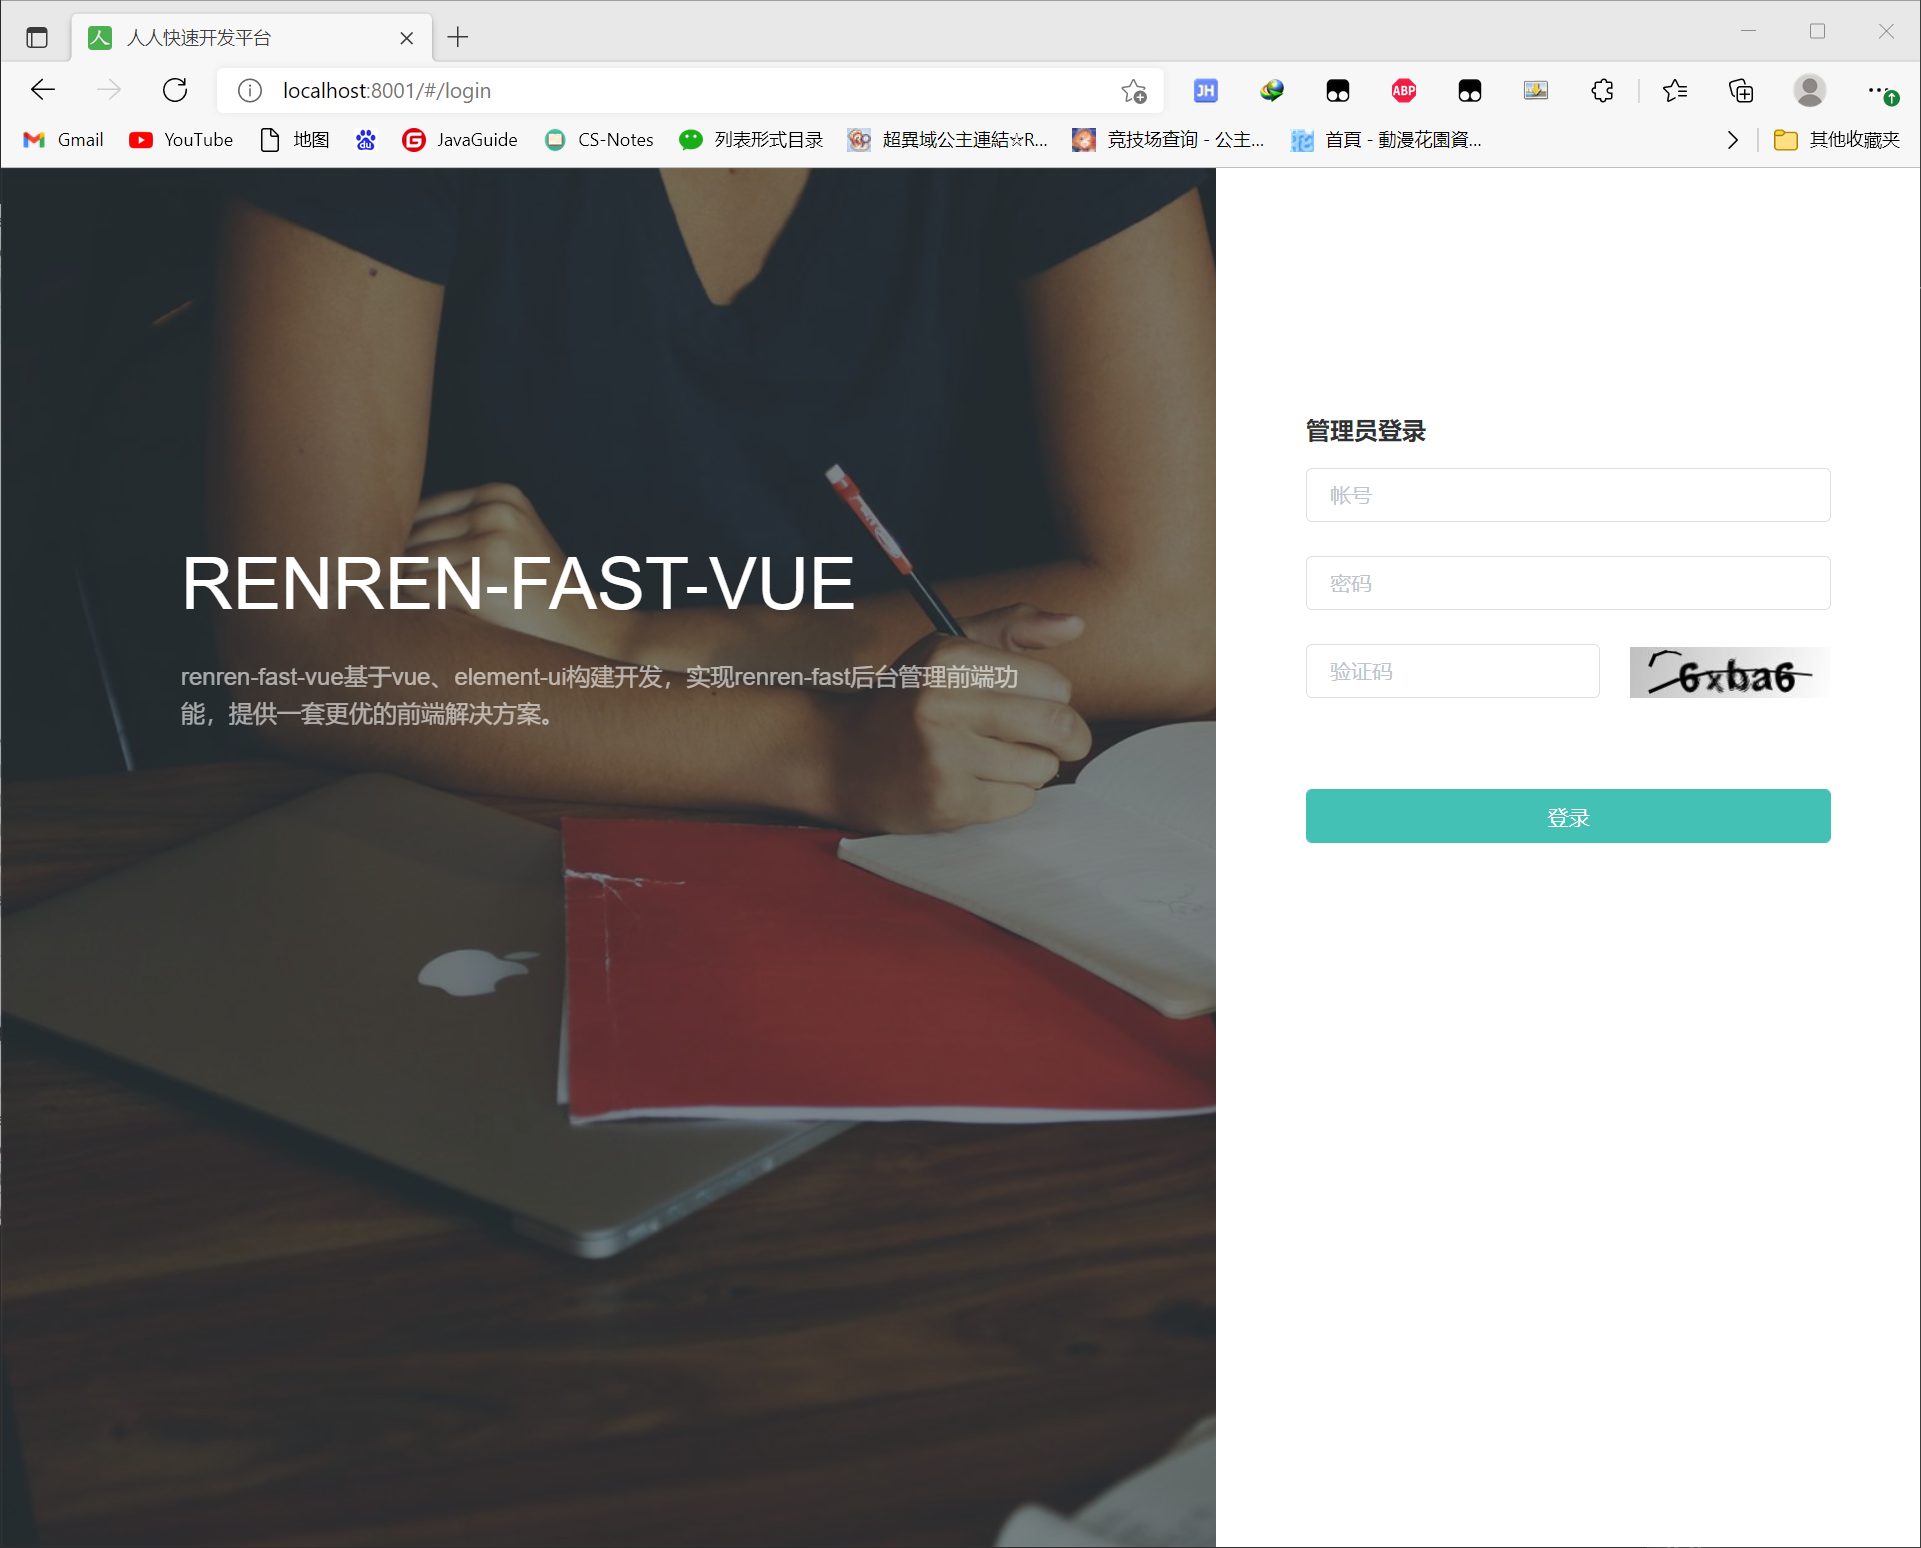 人人快速开发平台
localhost:8001/#/login
JH
ABP
Gmail
YouTube
地图
du
JavaGuide
CS-Notes
列表形式目录
超異域公主連結☆R...
竞技场查询 - 公主...
首頁 - 動漫花園資...
其他收藏夹
管理员登录
帐号
密码
验证码
6xba6
登录
RENREN-FAST-VUE
renren-fast-vue基于vue、element-ui构建开发，实现renren-fast后台管理前端功
能，提供一套更优的前端解决方案。